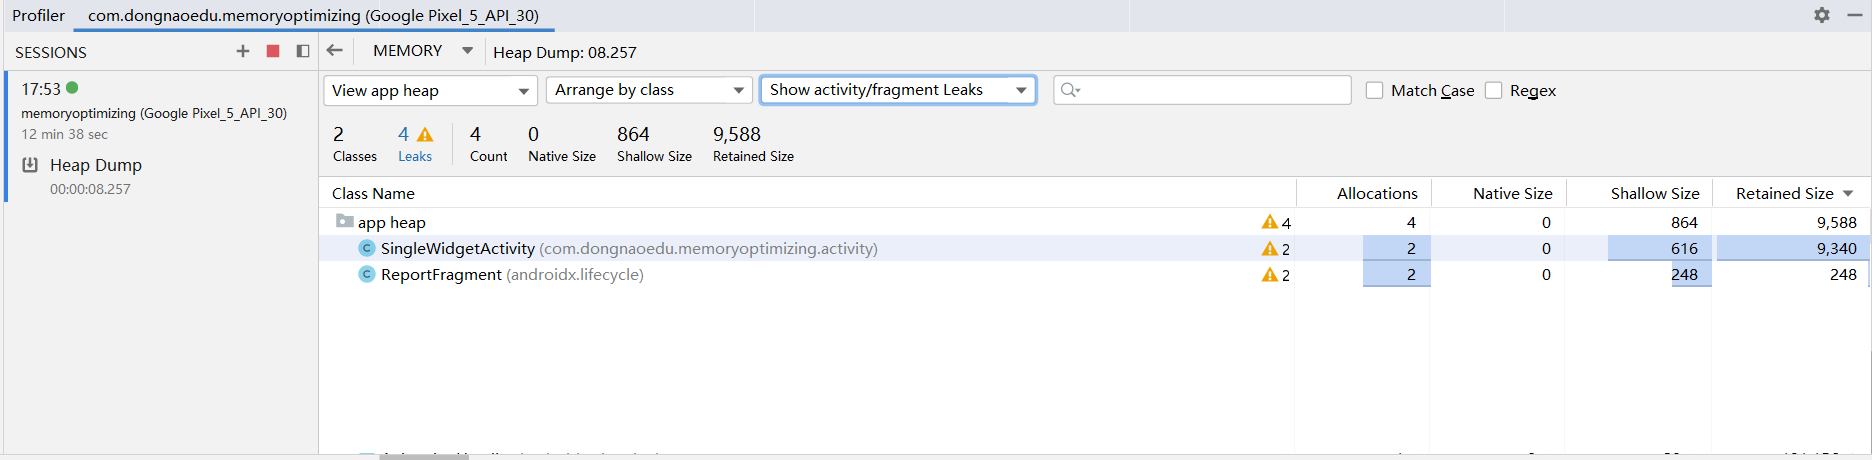 Profiler com.dongnaoedu.memoryoptimizing (Google Pixel_5_API_30)
SESSIONS MEMORY Heap Dump: 08.257
17:53
memoryoptimizing (Google Pixel_5_API_30)
12 min 38 sec
Heap Dump
00:00:08.257
View app heap Arrange by class Show activity/fragment Leaks Match Case Regex
2 4 4 0 864 9,588
Classes Leaks Count Native Size Shallow Size Retained Size
Class Name Allocations Native Size Shallow Size Retained Size
app heap 4 4 0 864 9,588
SingleWidgetActivity (com.dongnaoedu.memoryoptimizing.activity) 2 2 0 616 9,340
ReportFragment (androidx.lifecycle) 2 2 0 248 248